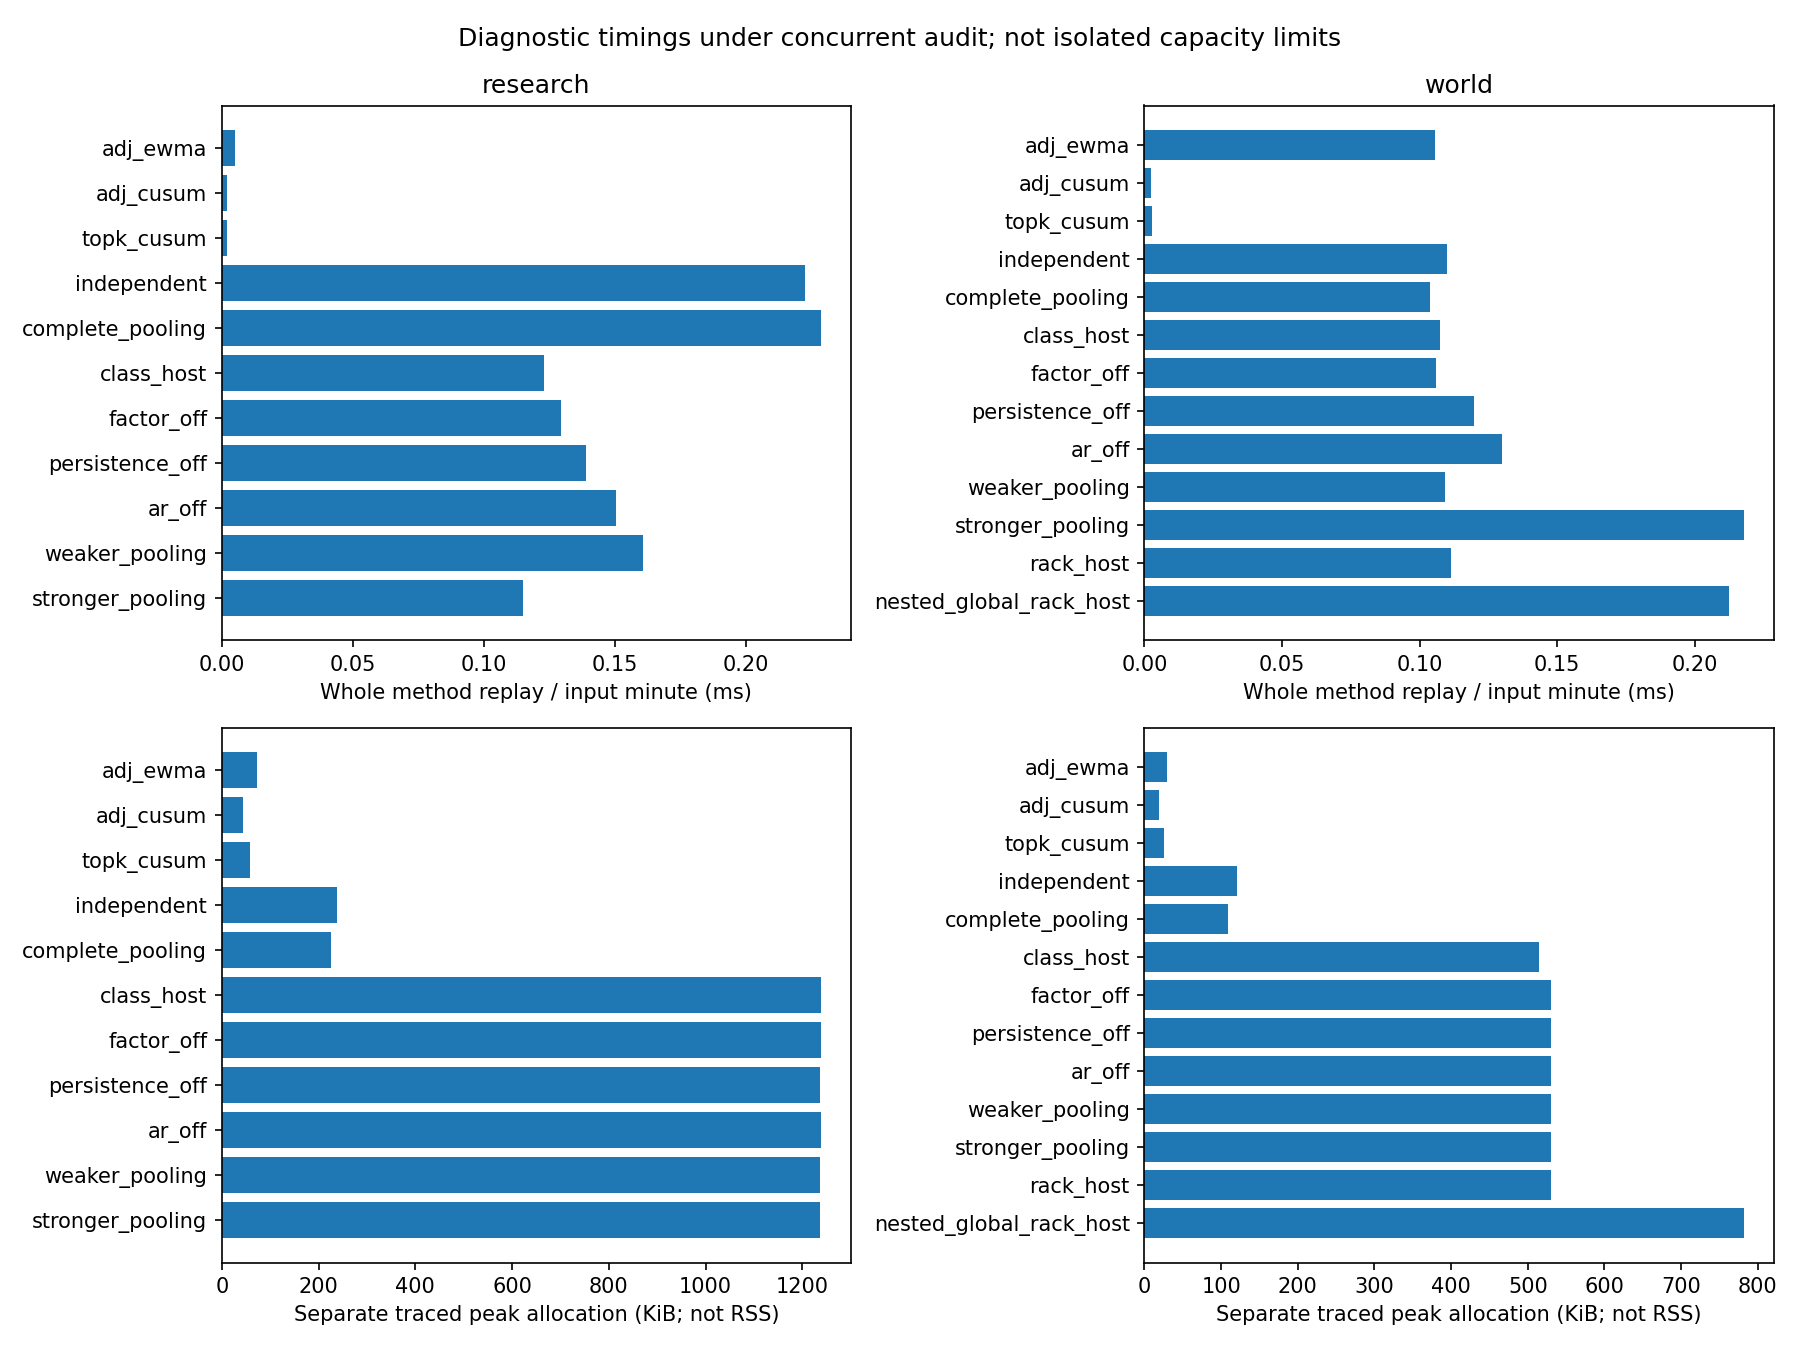 Diagnostic timings under concurrent audit; not isolated capacity limits
research
adj_ewma
adj_cusum
topk_cusum
independent
complete_pooling
class_host
factor_off
persistence_off
ar_off
weaker_pooling
stronger_pooling
0.00 0.05 0.10 0.15 0.20
Whole method replay / input minute (ms)
world
adj_ewma
adj_cusum
topk_cusum
independent
complete_pooling
class_host
factor_off
persistence_off
ar_off
weaker_pooling
stronger_pooling
rack_host
nested_global_rack_host
0.00 0.05 0.10 0.15 0.20
Whole method replay / input minute (ms)
adj_ewma
adj_cusum
topk_cusum
independent
complete_pooling
class_host
factor_off
persistence_off
ar_off
weaker_pooling
stronger_pooling
0 200 400 600 800 1000 1200
Separate traced peak allocation (KiB; not RSS)
adj_ewma
adj_cusum
topk_cusum
independent
complete_pooling
class_host
factor_off
persistence_off
ar_off
weaker_pooling
stronger_pooling
rack_host
nested_global_rack_host
0 100 200 300 400 500 600 700 800
Separate traced peak allocation (KiB; not RSS)